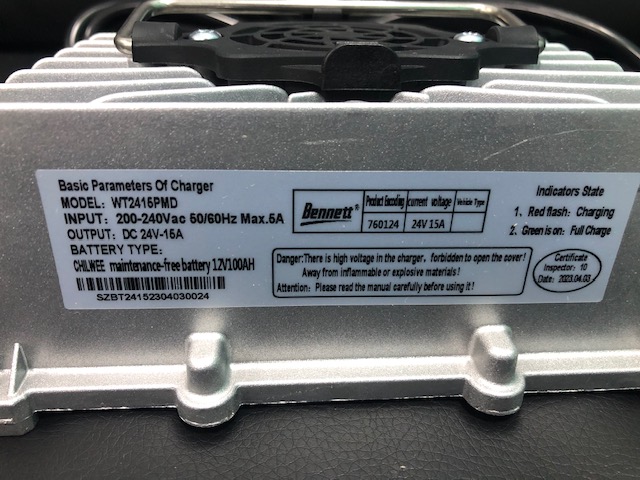 Basic Parameters Of Charger
MODEL: WT2415PMD
INPUT: 200-240Vac 50/60Hz Max.5A
OUTPUT: DC 24V-15A
BATTERY TYPE:
CHILWEE maintenance-free battery 12V100AH
SZBT24152304030024
Bennett®
Product Encoding current voltage Vehicle Type
760124 24V 15A
Danger:There is high voltage in the charger, forbidden to open the cover!
Away from inflammable or explosive materials!
Attention: Please read the manual carefully before using it!
Indicators State
1、Red flash: Charging
2、Green is on: Full Charge
Certificate
Inspector: 10
Date: 2023.04.03